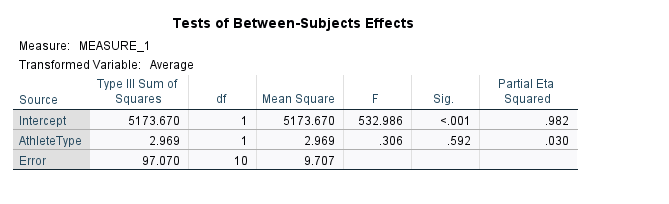 Tests of Between-Subjects Effects
Measure: MEASURE_1
Transformed Variable: Average
Source Type III Sum of Squares df Mean Square F Sig. Partial Eta Squared
Intercept 5173.670 1 5173.670 532.986 <.001 .982
AthleteType 2.969 1 2.969 .306 .592 .030
Error 97.070 10 9.707